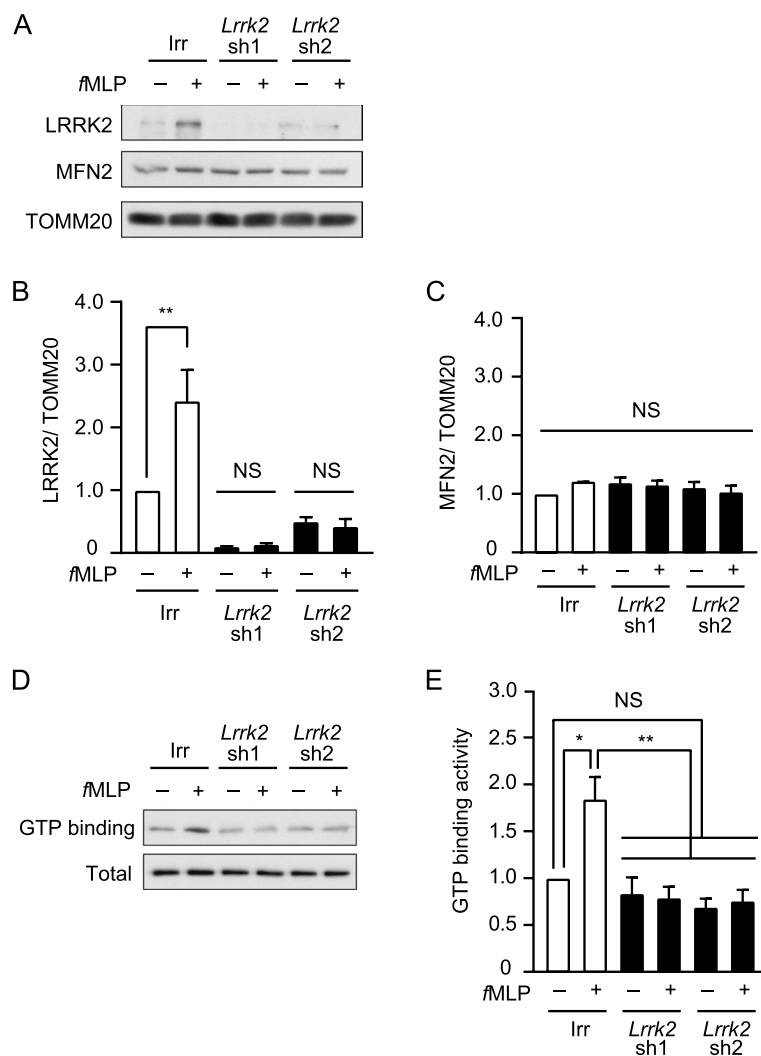 A
Irr
Lrrk2
sh1
Lrrk2
sh2
fMLP
– + – + – +
LRRK2
MFN2
TOMM20
B
LRRK2/ TOMM20
4.0
3.0
2.0
1.0
0
**
NS
NS
fMLP
– + – + – +
Irr
Lrrk2
sh1
Lrrk2
sh2
C
MFN2/ TOMM20
4.0
3.0
2.0
1.0
0
NS
fMLP
– + – + – +
Irr
Lrrk2
sh1
Lrrk2
sh2
D
Irr
Lrrk2
sh1
Lrrk2
sh2
fMLP
– + – + – +
GTP binding
Total
E
GTP binding activity
3.0
2.5
2.0
1.5
1.0
0.5
0
NS
*
**
fMLP
– + – + – +
Irr
Lrrk2
sh1
Lrrk2
sh2